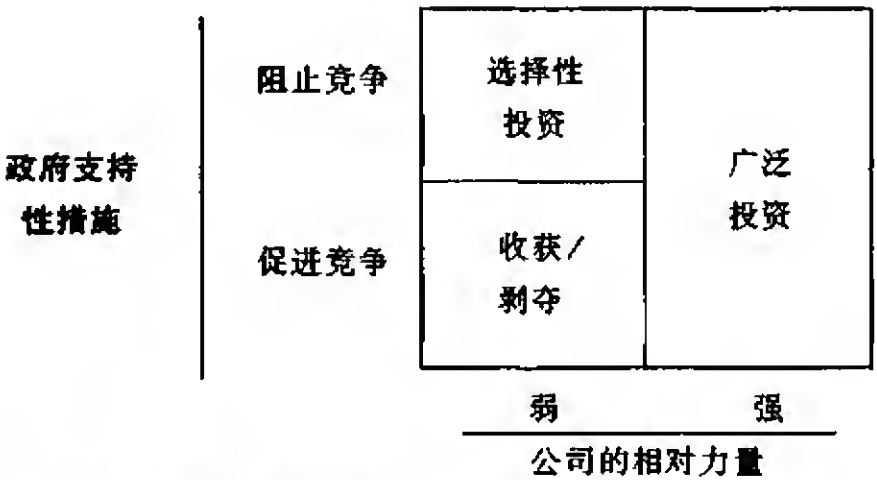 阻止竞争
选择性
投资
政府支持
性措施
广泛
投资
促进竞争
收获/
剥夺
弱
强
公司的相对力量